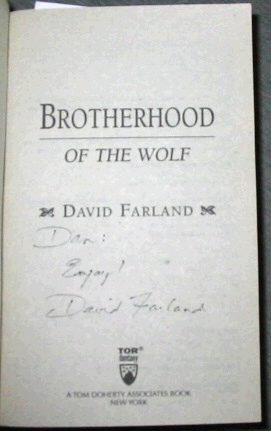 BROTHERHOOD
OF THE WOLF
DAVID FARLAND
Dan:
Enjoy!
David Farland
TOR®
fantasy
A TOM DOHERTY ASSOCIATES BOOK
NEW YORK